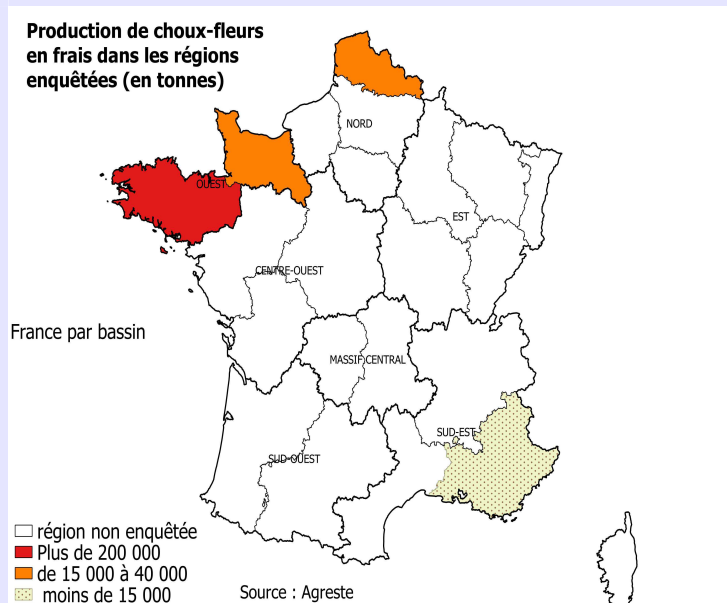 Production de choux-fleurs
en frais dans les régions
enquêtées (en tonnes)
NORD
OUEST
EST
CENTRE-OUEST
France par bassin
MASSIF CENTRAL
SUD-EST
SUD-OUEST
région non enquêtée
Plus de 200 000
de 15 000 à 40 000
moins de 15 000
Source : Agreste